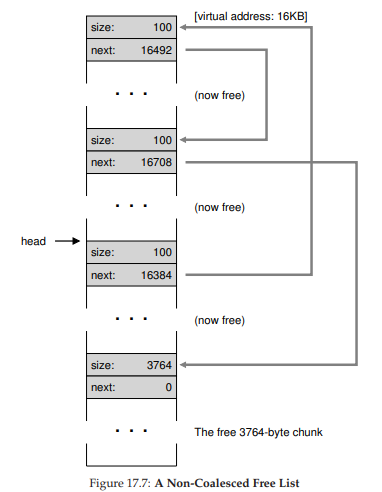 [virtual address: 16KB]
size: 100
next: 16492
. . . (now free)
size: 100
next: 16708
. . . (now free)
head
size: 100
next: 16384
. . . (now free)
size: 3764
next: 0
. . . The free 3764-byte chunk
Figure 17.7: A Non-Coalesced Free List